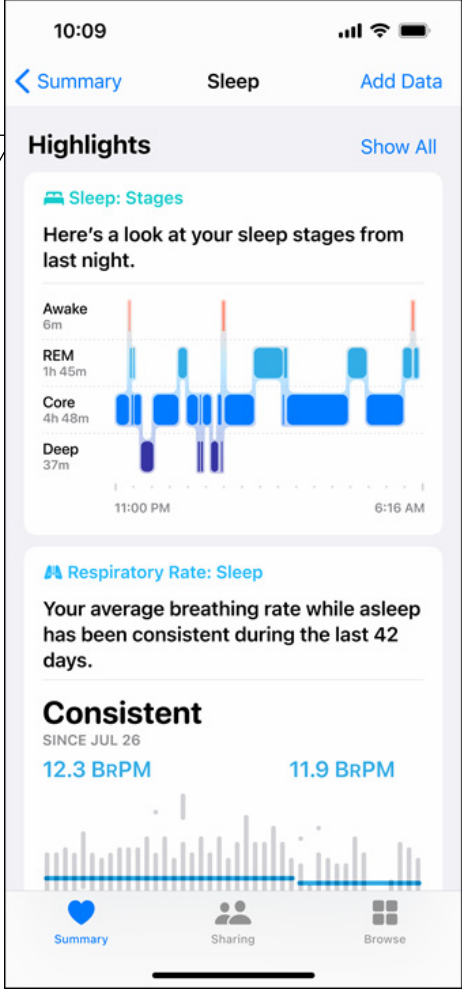 10:09
Summary
Sleep
Add Data
Highlights
Show All
Sleep: Stages
Here's a look at your sleep stages from
last night.
Awake
6m
REM
1h 45m
Core
4h 48m
Deep
37m
11:00 PM
6:16 AM
Respiratory Rate: Sleep
Your average breathing rate while asleep
has been consistent during the last 42
days.
Consistent
SINCE JUL 26
12.3 BRPM
11.9 BRPM
Summary
Sharing
Browse